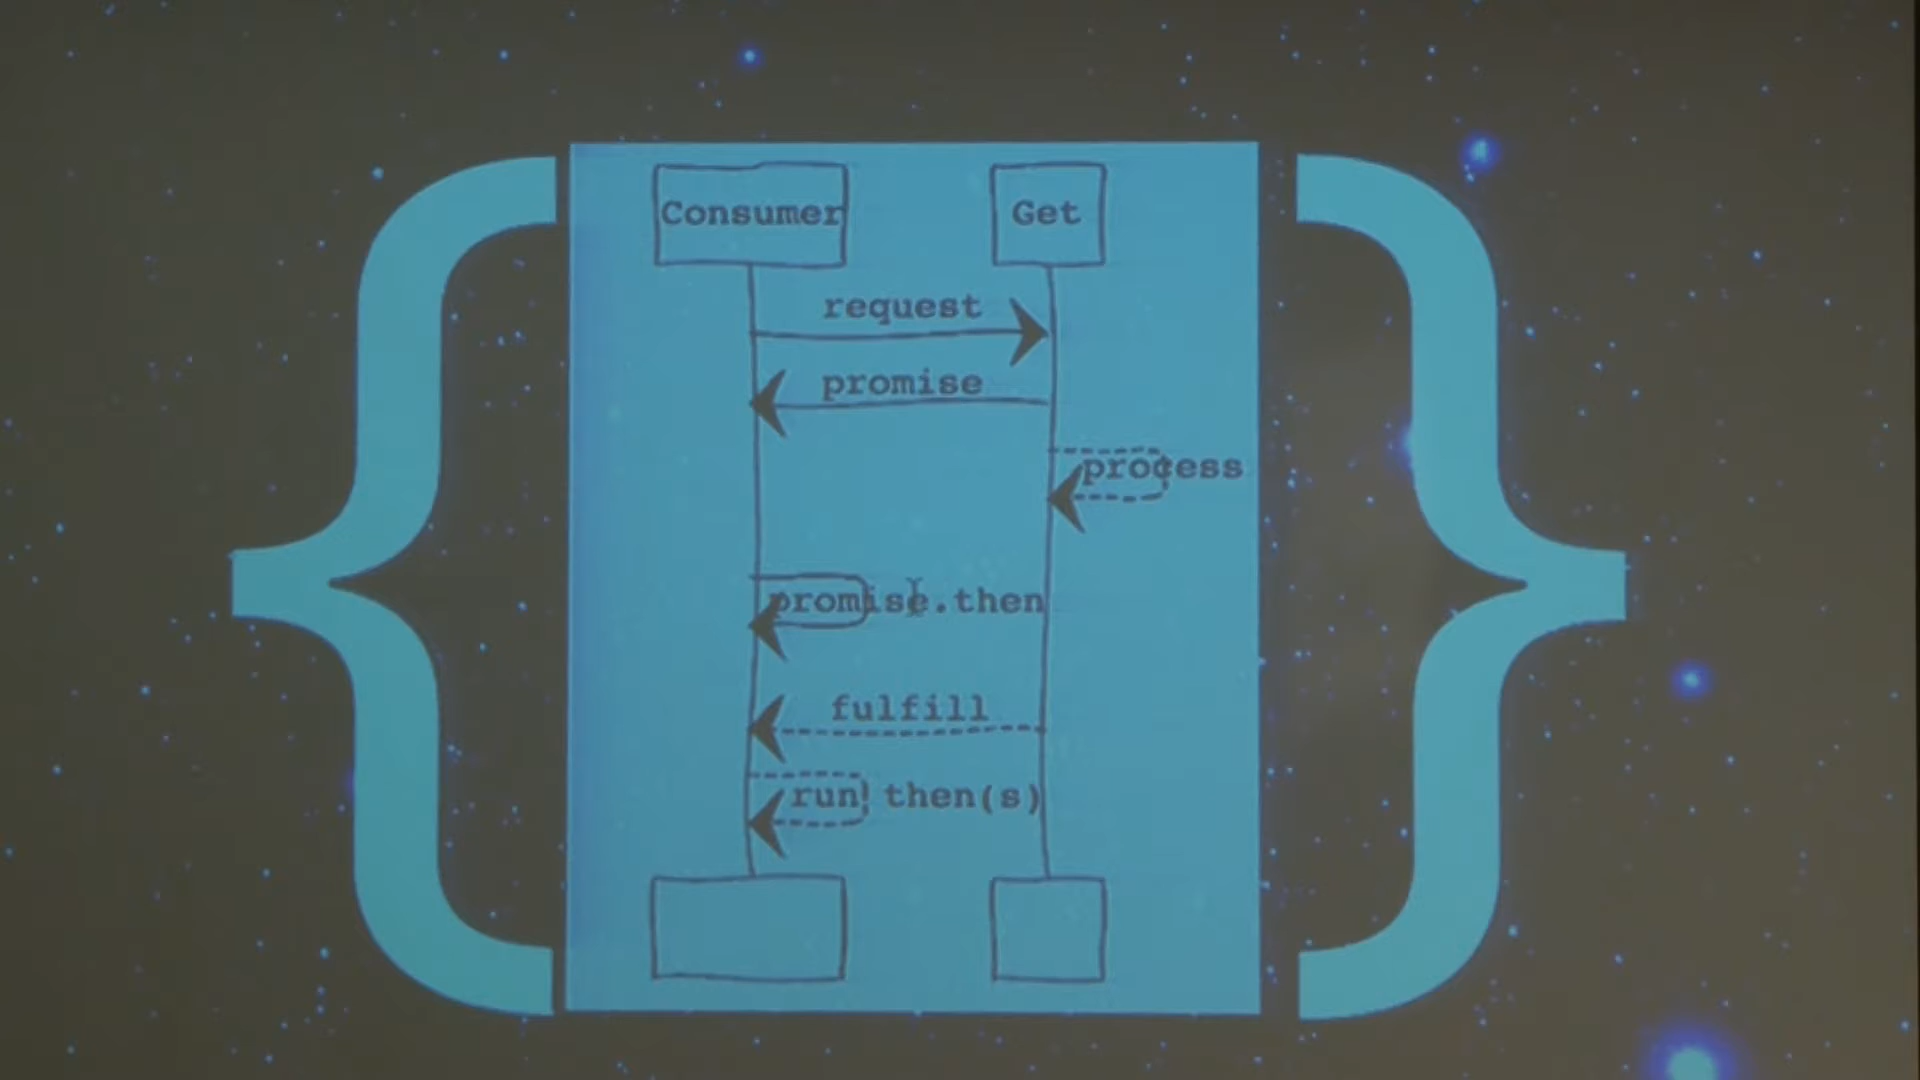 Consumer
Get
request
promise
process
promise.then
fulfill
run then(s)